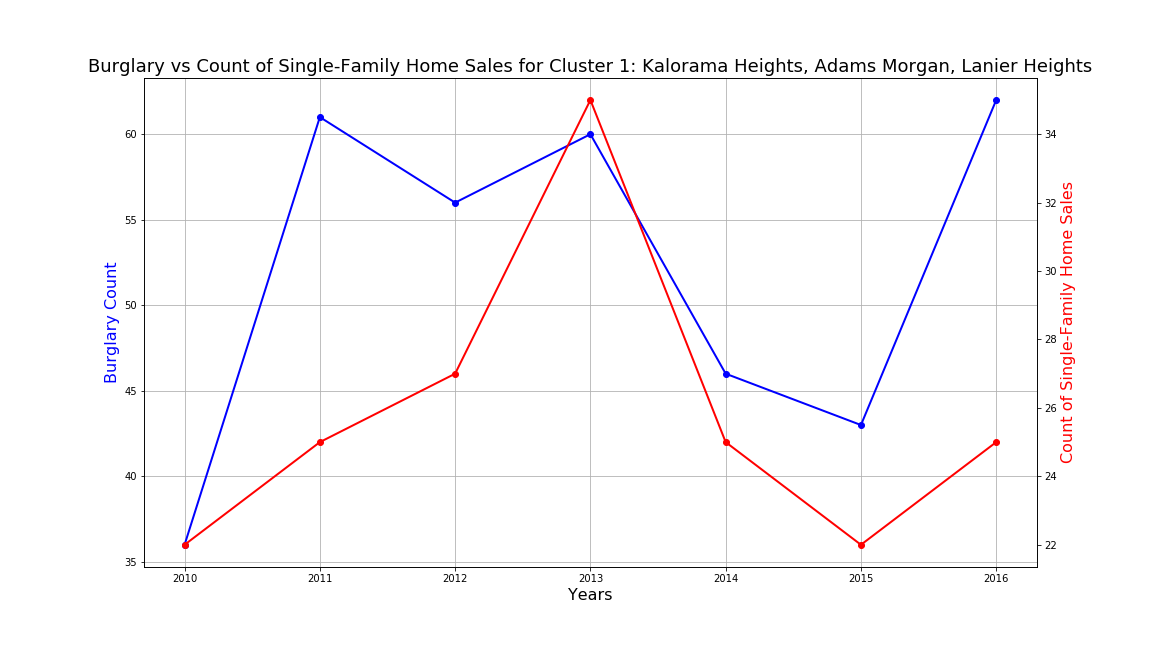 Burglary vs Count of Single-Family Home Sales for Cluster 1: Kalorama Heights, Adams Morgan, Lanier Heights
Burglary Count
60
55
50
45
40
35
34
32
30
28
26
24
22
Count of Single-Family Home Sales
2010 2011 2012 2013 2014 2015 2016
Years